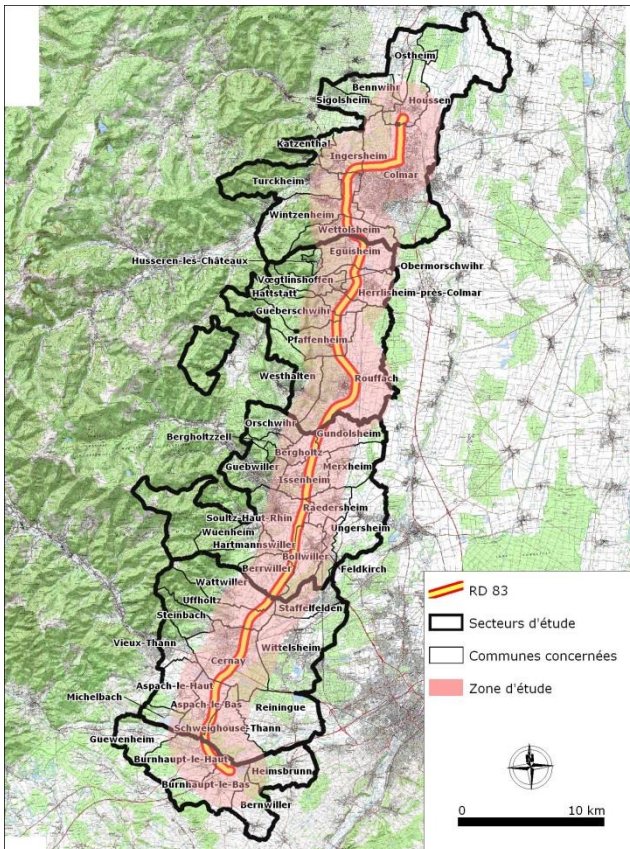 Ostheim
Bennwihr
Sigolsheim
Houssen
Katzenthal
Ingersheim
Colmar
Turckheim
Wintzenheim
Wettolsheim
Eguisheim
Husseren-les-Châteaux
Obermorschwihr
Vœgtlinshoffen
Hattstatt
Herrlisheim-près-Colmar
Gueberschwihr
Pfaffenheim
Westhalten
Rouffach
Orschwihr
Gundolsheim
Bergholtzzell
Bergholtz
Guebwiller
Merxheim
Issenheim
Raedersheim
Soultz-Haut-Rhin
Ungersheim
Wuenheim
Hartmannswiller
Bollwiller
Berrwiller
Feldkirch
Wattwiller
Uffholtz
Staffelfelden
Steinbach
Vieux-Thann
Wittelsheim
Cernay
Aspach-le-Haut
Michelbach
Aspach-le-Bas
Reiningue
Schweighouse-Thann
Guewenheim
Burnhaupt-le-Haut
Heimsbrunn
Burnhaupt-le-Bas
Bernwiller
RD 83
Secteurs d'étude
Communes concernées
Zone d'étude
0 10 km